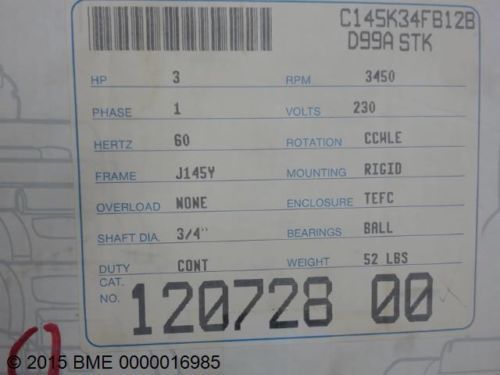 C145K34FB12B
D99A STK
HP 3 RPM 3450
PHASE 1 VOLTS 230
HERTZ 60 ROTATION CCWLE
FRAME J145Y MOUNTING RIGID
OVERLOAD NONE ENCLOSURE TEFC
SHAFT DIA. 3/4" BEARINGS BALL
DUTY CONT WEIGHT 52 LBS
CAT. NO. 120728 00
© 2015 BME 0000016985